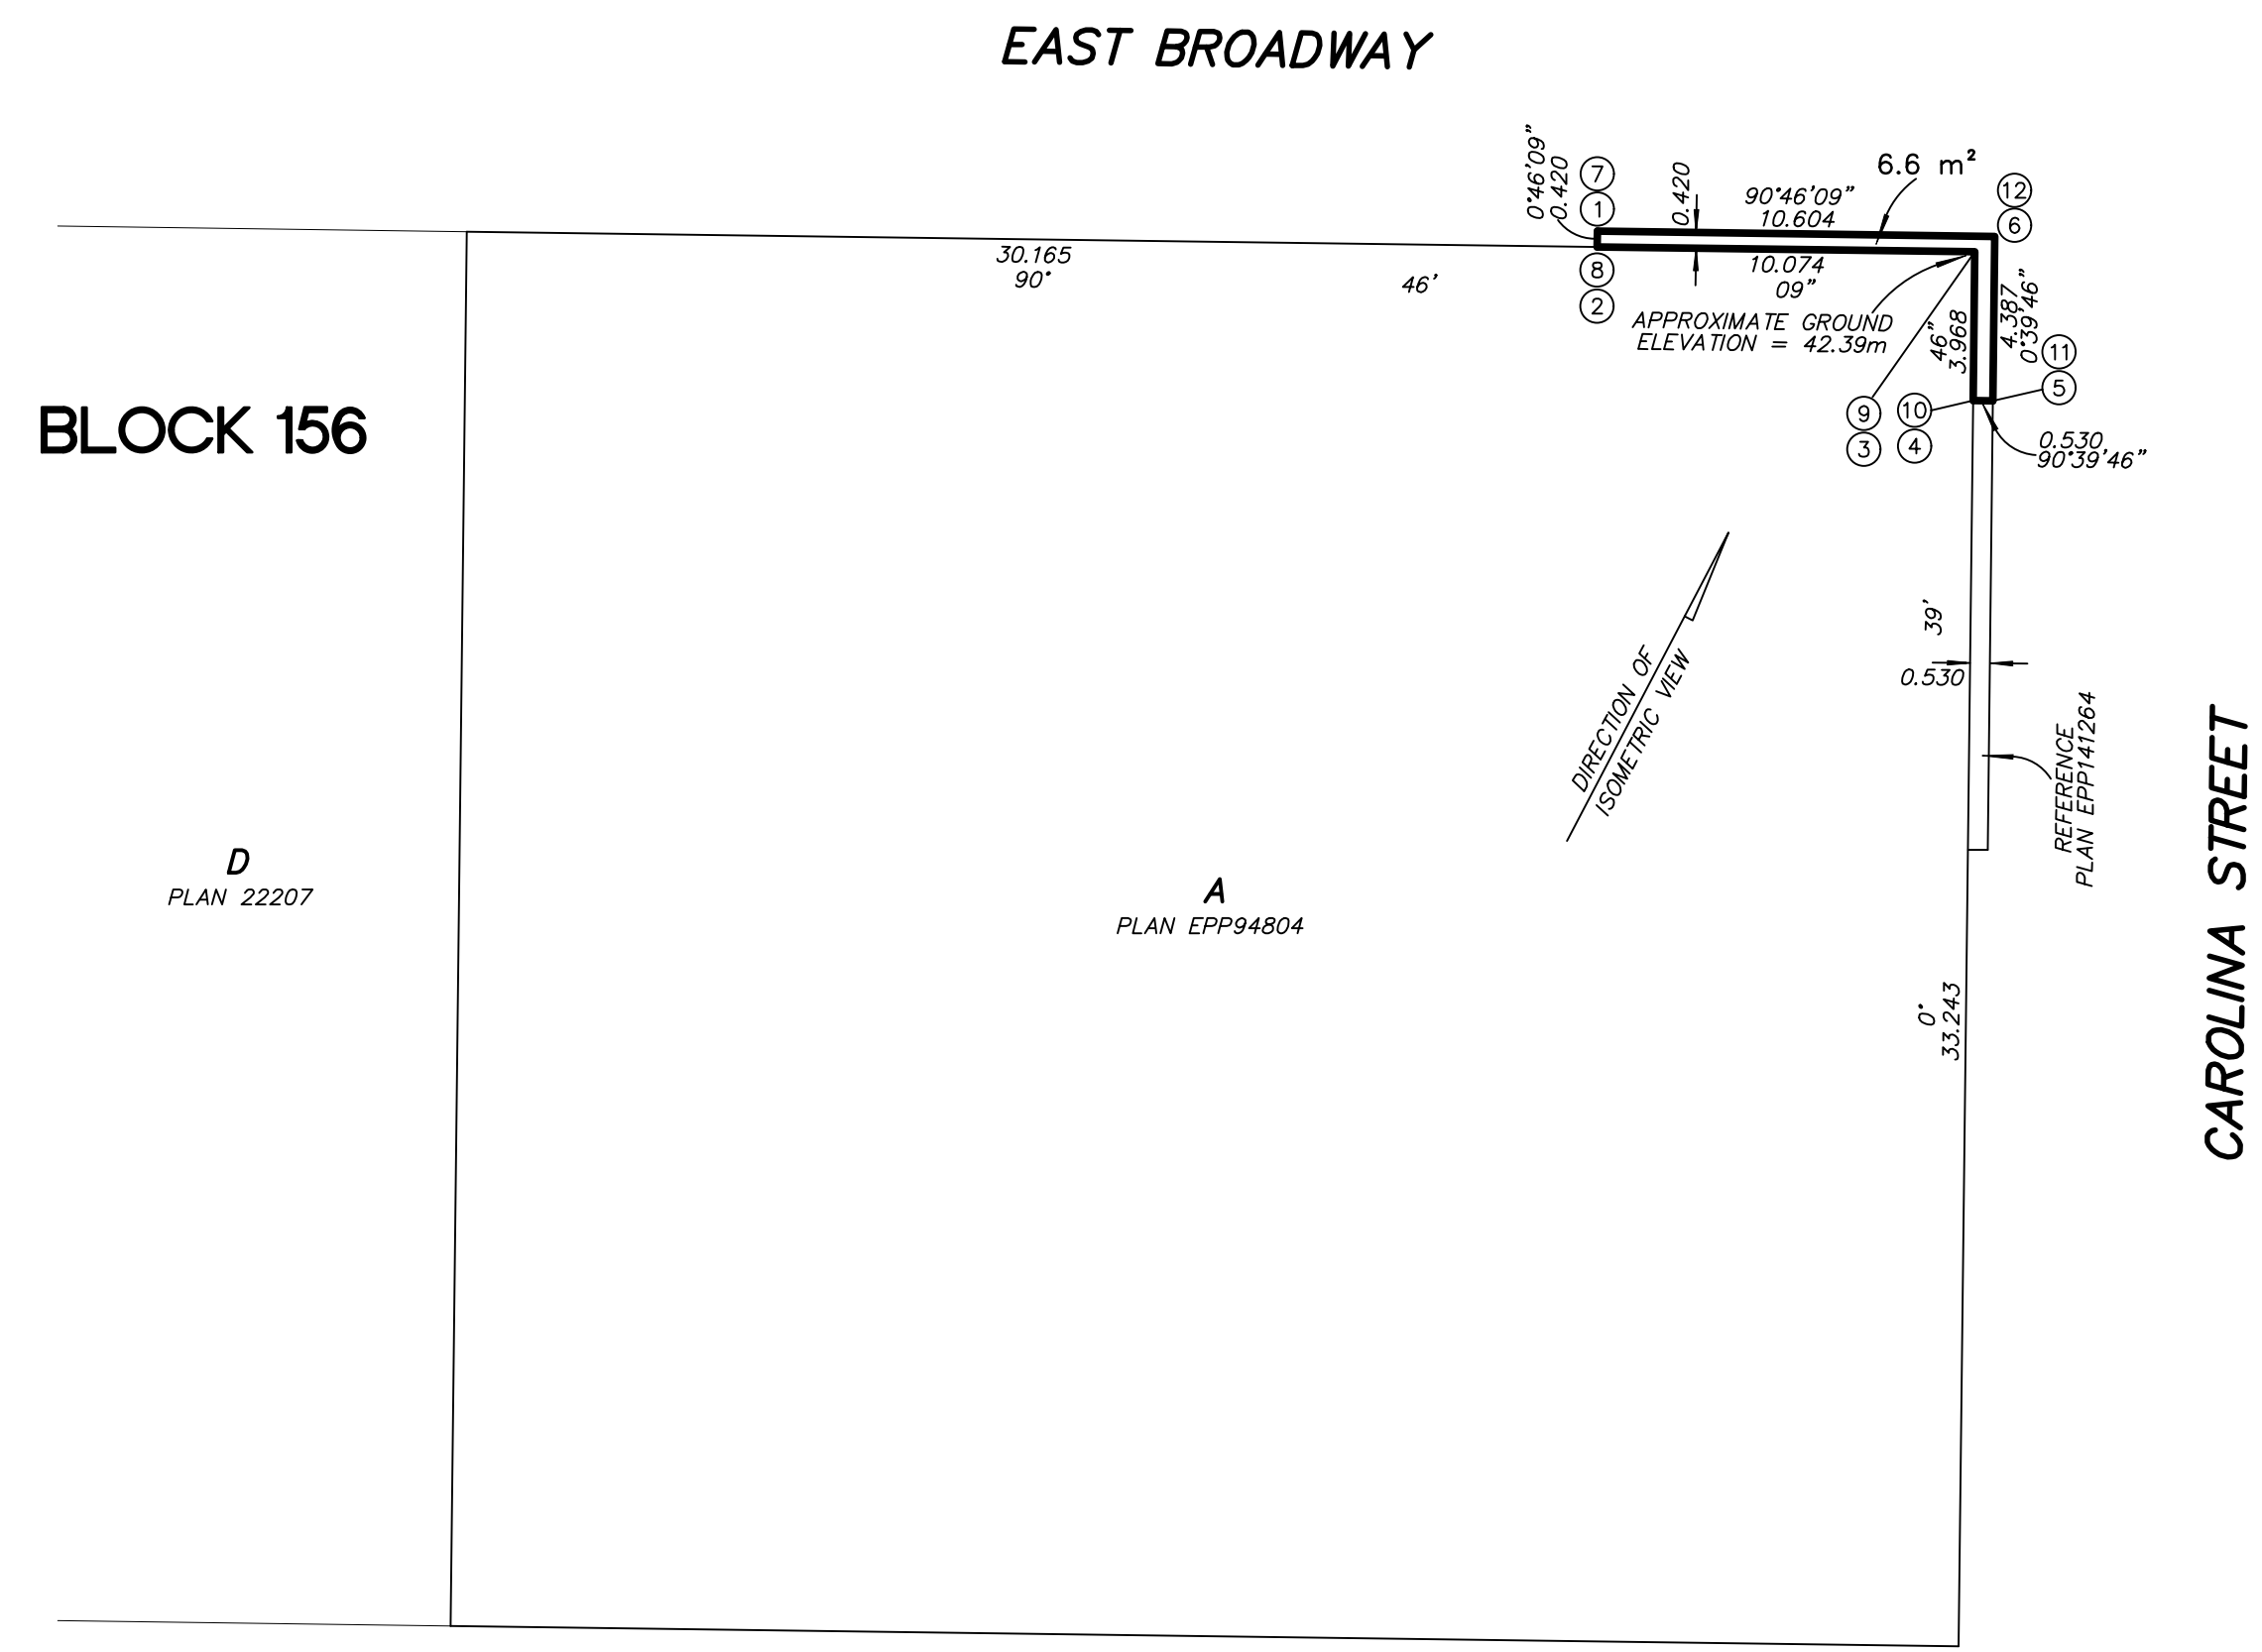 EAST BROADWAY
0°46'09"
0.420
7
1
0.420
90°46'09"
10.604
6.6 m²
12
6
30.165
90°
46'
8
2
10.074
09"
APPROXIMATE GROUND
ELEVATION = 42.39m
46"
3.968
4.387
0°39'46"
11
5
9
3
10
4
0.530
90°39'46"
BLOCK 156
DIRECTION OF
ISOMETRIC VIEW
39'
0.530
REFERENCE
PLAN EPP141264
CAROLINA STREET
D
PLAN 22207
A
PLAN EPP94804
0°
33.243